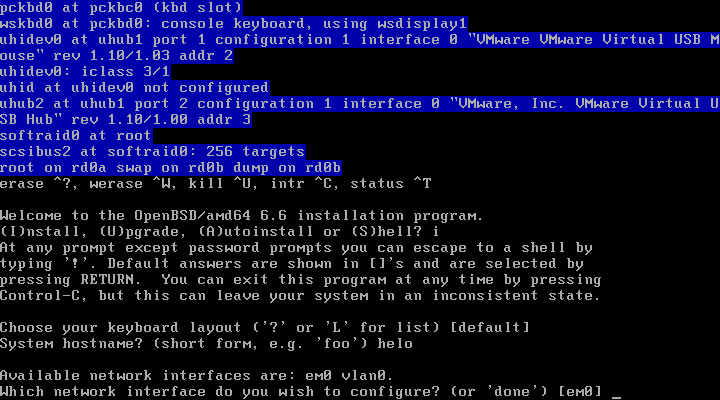 pckbd0 at pckbc0 (kbd slot)
wskbd0 at pckbd0: console keyboard, using wsdisplay1
uhidev0 at uhub1 port 1 configuration 1 interface 0 "VMware VMware Virtual USB M
ouse" rev 1.10/1.03 addr 2
uhidev0: iclass 3/1
uhid at uhidev0 not configured
uhub2 at uhub1 port 2 configuration 1 interface 0 "VMware, Inc. VMware Virtual U
SB Hub" rev 1.10/1.00 addr 3
softraid0 at root
scsibus2 at softraid0: 256 targets
root on rd0a swap on rd0b dump on rd0b
erase ^?, werase ^W, kill ^U, intr ^C, status ^T

Welcome to the OpenBSD/amd64 6.6 installation program.
(I)nstall, (U)pgrade, (A)utoinstall or (S)hell? i
At any prompt except password prompts you can escape to a shell by
typing '!'. Default answers are shown in []'s and are selected by
pressing RETURN.  You can exit this program at any time by pressing
Control-C, but this can leave your system in an inconsistent state.

Choose your keyboard layout ('?' or 'L' for list) [default]
System hostname? (short form, e.g. 'foo') helo

Available network interfaces are: em0 vlan0.
Which network interface do you wish to configure? (or 'done') [em0] _